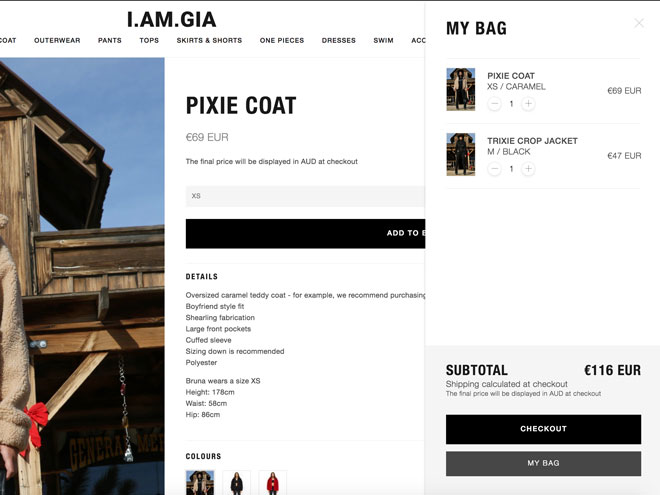 I.AM.GIA
COAT OUTERWEAR PANTS TOPS SKIRTS & SHORTS ONE PIECES DRESSES SWIM
PIXIE COAT
€69 EUR
The final price will be displayed in AUD at checkout
XS
ADD TO
DETAILS
Oversized caramel teddy coat - for example, we recommend purchasing
Boyfriend style fit
Shearling fabrication
Large front pockets
Cuffed sleeve
Sizing down is recommended
Polyester
Bruna wears a size XS
Height: 178cm
Waist: 58cm
Hip: 86cm
COLOURS
GENERAL
MY BAG
PIXIE COAT
XS / CARAMEL
1
€69 EUR
TRIXIE CROP JACKET
M / BLACK
1
€47 EUR
SUBTOTAL €116 EUR
Shipping calculated at checkout
The final price will be displayed in AUD at checkout
CHECKOUT
MY BAG